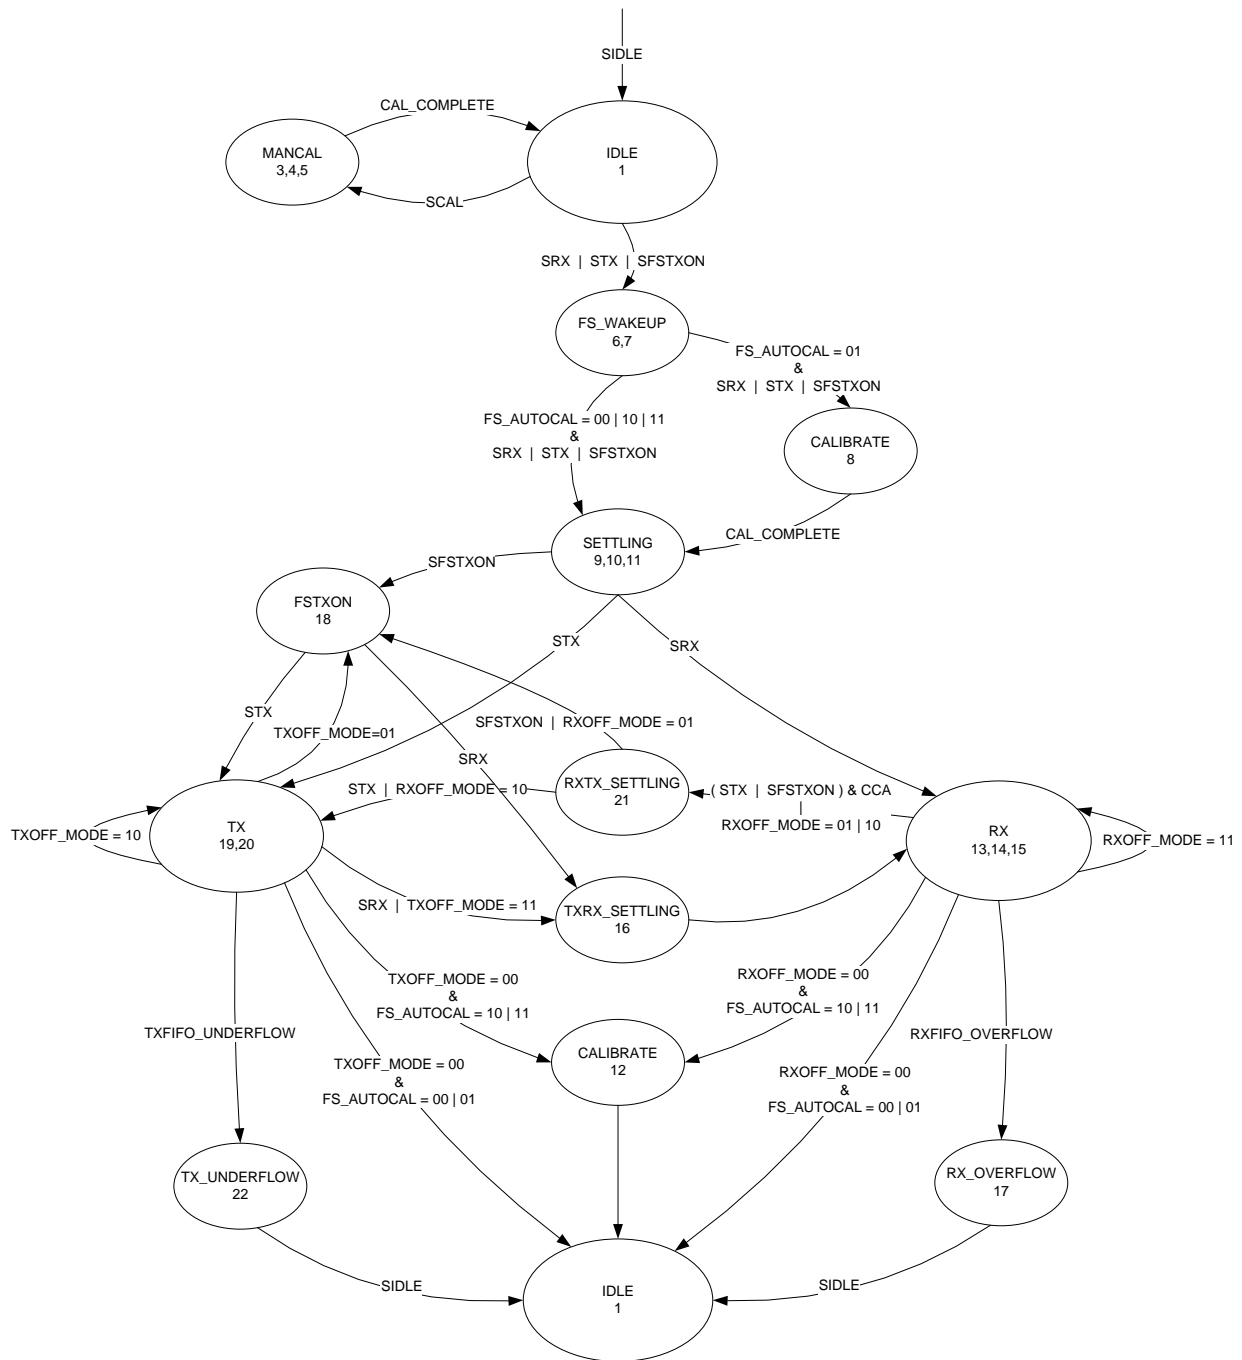 SIDLE
CAL_COMPLETE
MANCAL
3,4,5
IDLE
1
SCAL
SRX | STX | SFSTXON
FS_WAKEUP
6,7
FS_AUTOCAL = 01
&
SRX | STX | SFSTXON
FS_AUTOCAL = 00 | 10 | 11
&
SRX | STX | SFSTXON
CALIBRATE
8
CAL_COMPLETE
SETTLING
9,10,11
SFSTXON
FSTXON
18
STX
SRX
STX
TXOFF_MODE=01
SFSTXON | RXOFF_MODE = 01
SRX
RXTX_SETTLING
21
STX | RXOFF_MODE = 10
( STX | SFSTXON ) & CCA
|
RXOFF_MODE = 01 | 10
TXOFF_MODE = 10
TX
19,20
RX
13,14,15
RXOFF_MODE = 11
SRX | TXOFF_MODE = 11
TXRX_SETTLING
16
TXOFF_MODE = 00
&
FS_AUTOCAL = 10 | 11
RXOFF_MODE = 00
&
FS_AUTOCAL = 10 | 11
TXFIFO_UNDERFLOW
CALIBRATE
12
RXFIFO_OVERFLOW
TXOFF_MODE = 00
&
FS_AUTOCAL = 00 | 01
RXOFF_MODE = 00
&
FS_AUTOCAL = 00 | 01
TX_UNDERFLOW
22
RX_OVERFLOW
17
SIDLE
SIDLE
IDLE
1